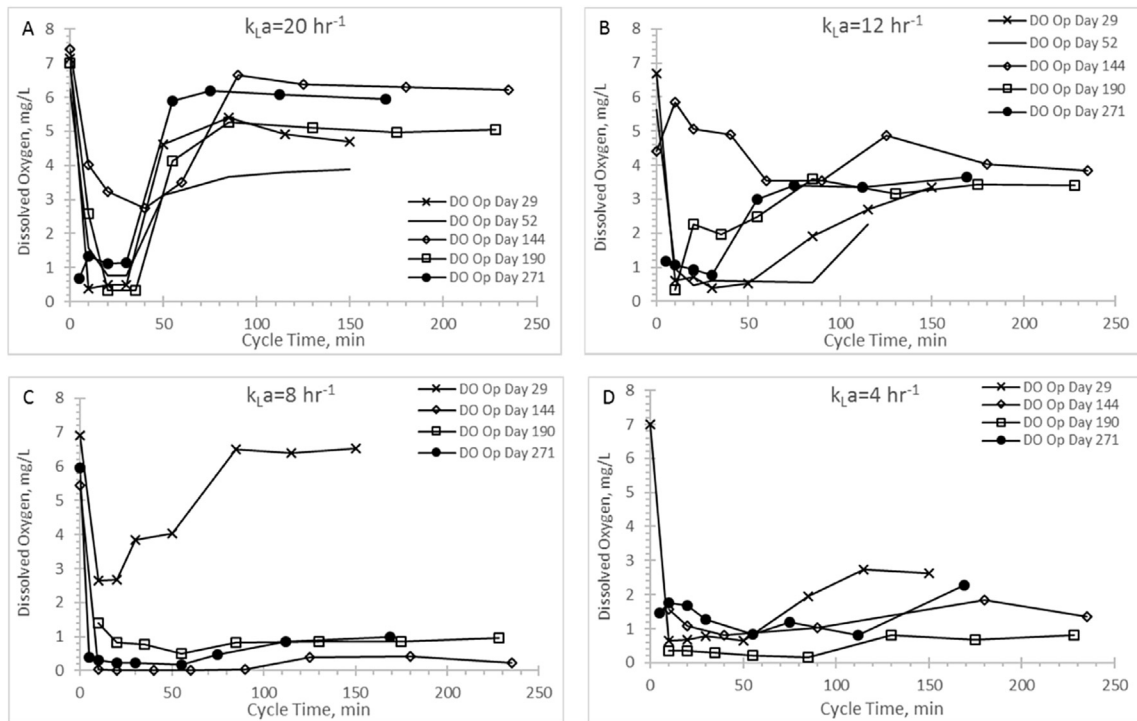 A
kLa=20 hr-1
8
7
6
5
4
3
2
1
0
Dissolved Oxygen, mg/L
DO Op Day 29
DO Op Day 52
DO Op Day 144
DO Op Day 190
DO Op Day 271
0 50 100 150 200 250
Cycle Time, min
B
kLa=12 hr-1
8
7
6
5
4
3
2
1
0
Dissolved Oxygen, mg/L
DO Op Day 29
DO Op Day 52
DO Op Day 144
DO Op Day 190
DO Op Day 271
0 50 100 150 200 250
Cycle Time, min
C
kLa=8 hr-1
8
7
6
5
4
3
2
1
0
Dissolved Oxygen, mg/L
DO Op Day 29
DO Op Day 144
DO Op Day 190
DO Op Day 271
0 50 100 150 200 250
Cycle Time, min
D
kLa=4 hr-1
8
7
6
5
4
3
2
1
0
Dissolved Oxygen, mg/L
DO Op Day 29
DO Op Day 144
DO Op Day 190
DO Op Day 271
0 50 100 150 200 250
Cycle Time, min